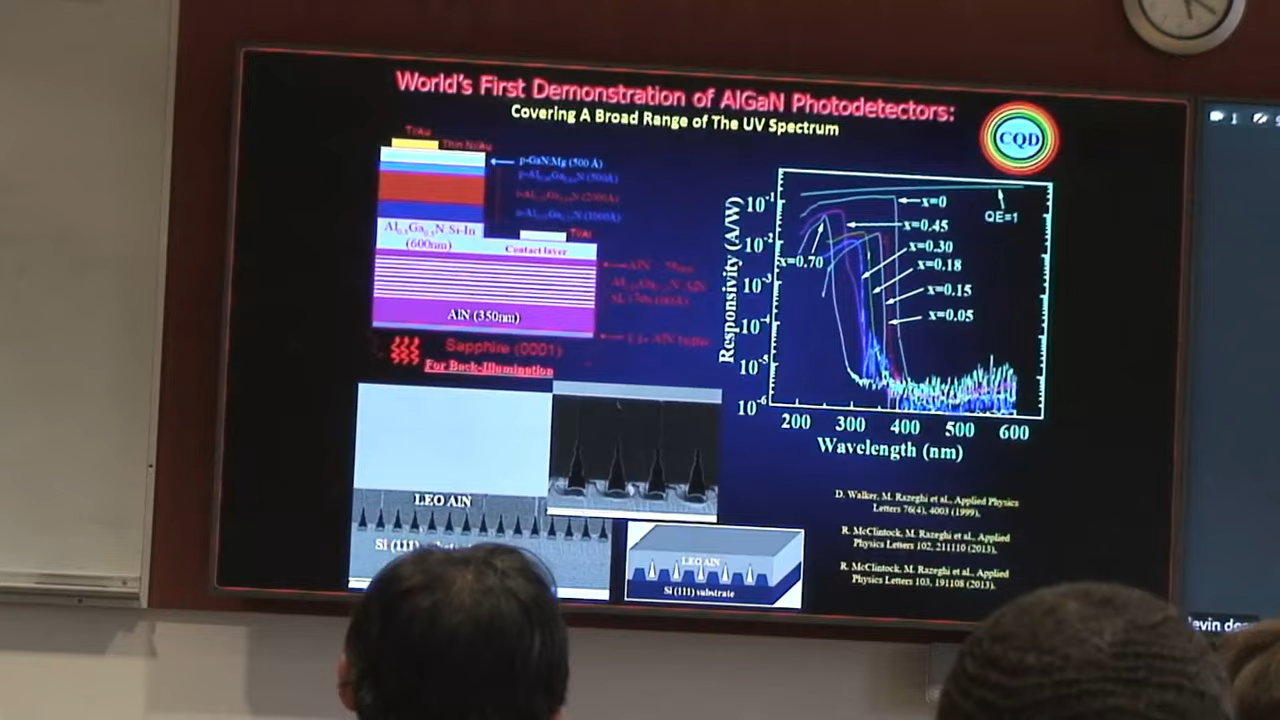 World's First Demonstration of AlGaN Photodetectors:
Covering A Broad Range of The UV Spectrum
CQD
Ti/Au
Thin Ni/Au
p-GaN:Mg (500 Å)
(500Å)
(2000Å)
(1000Å)
Ti/Al
(600nm)
Contact layer
AlN (350nm)
Sapphire (0001)
For Back-Illumination
Responsivity (A/W)
10-1
10-2
10-3
10-4
10-5
10-6
QE=1
x=0
x=0.45
x=0.30
x=0.70
x=0.18
x=0.15
x=0.05
200 300 400 500 600
Wavelength (nm)
LEO AlN
Si (111)
LEO AlN
Si (111) substrate
D. Walker, M. Razeghi et al., Applied Physics
Letters 76(4), 4003 (1999),
R. McClintock, M. Razeghi et al., Applied
Physics Letters 102, 211110 (2013),
R. McClintock, M. Razeghi et al., Applied
Physics Letters 103, 191108 (2013),